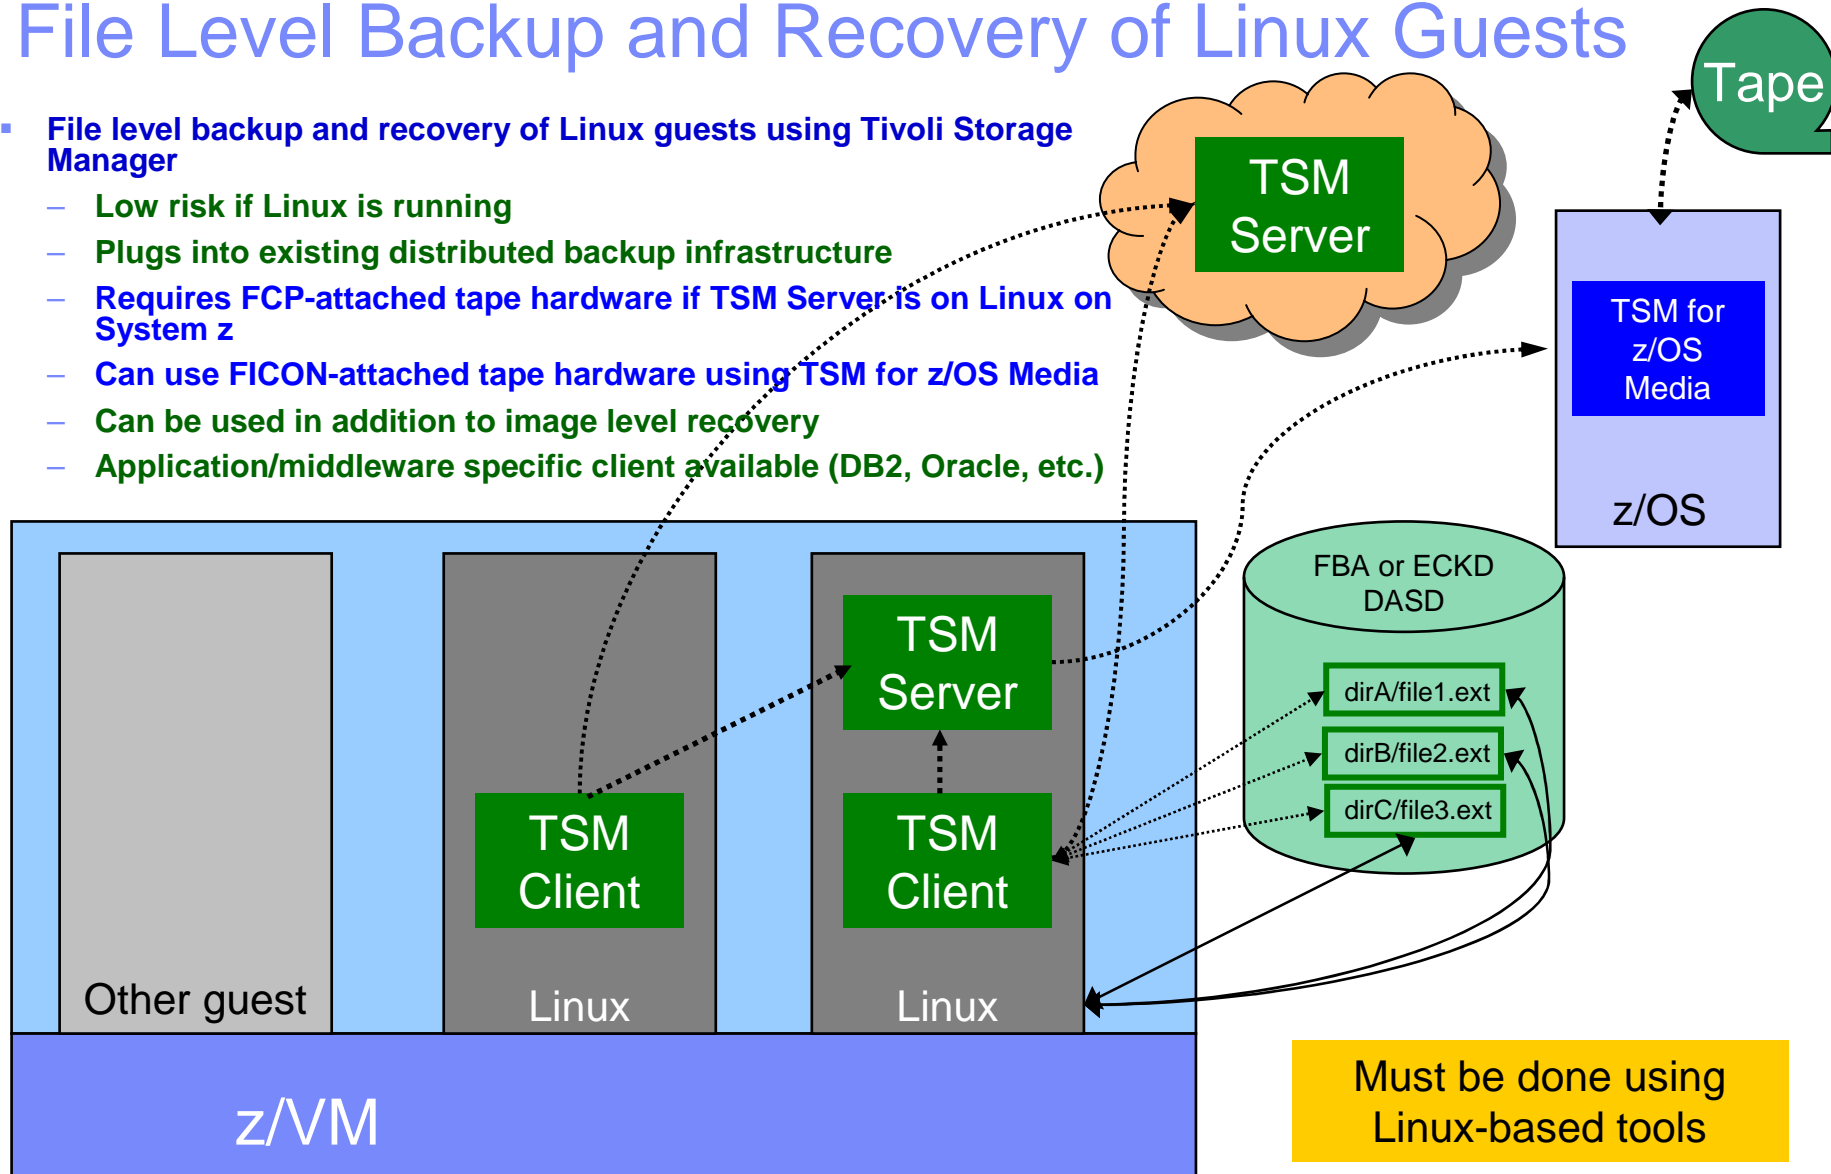 File Level Backup and Recovery of Linux Guests
Tape
▪ File level backup and recovery of Linux guests using Tivoli Storage
Manager
– Low risk if Linux is running
– Plugs into existing distributed backup infrastructure
– Requires FCP-attached tape hardware if TSM Server is on Linux on
System z
– Can use FICON-attached tape hardware using TSM for z/OS Media
– Can be used in addition to image level recovery
– Application/middleware specific client available (DB2, Oracle, etc.)
TSM
Server
TSM for
z/OS
Media
z/OS
FBA or ECKD
DASD
dirA/file1.ext
dirB/file2.ext
dirC/file3.ext
TSM
Server
TSM
Client
TSM
Client
Other guest
Linux
Linux
z/VM
Must be done using
Linux-based tools